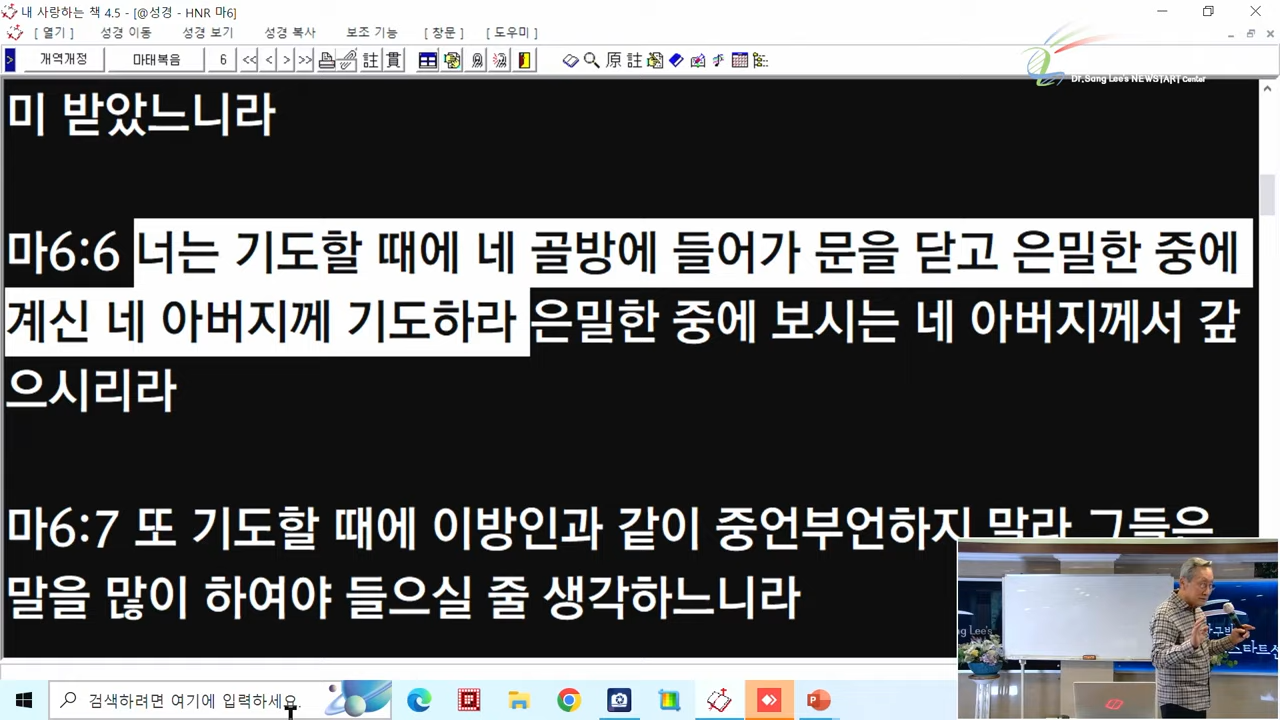 내 사랑하는 책 4.5 - [@성경 - HNR 마6]
[ 열기 ] 성경 이동 성경 보기 성경 복사 보조 기능 [ 창문 ] [ 도우미 ]
개역개정 마태복음 6 << < > >> 註 貫 原 註
Dr.Sang Lee's NEWSTART Center
미 받았느니라
마6:6 너는 기도할 때에 네 골방에 들어가 문을 닫고 은밀한 중에
계신 네 아버지께 기도하라 은밀한 중에 보시는 네 아버지께서 갚
으시리라
마6:7 또 기도할 때에 이방인과 같이 중언부언하지 말라 그들은
말을 많이 하여야 들으실 줄 생각하느니라
ng Lee's
검색하려면 여기에 입력하세요.